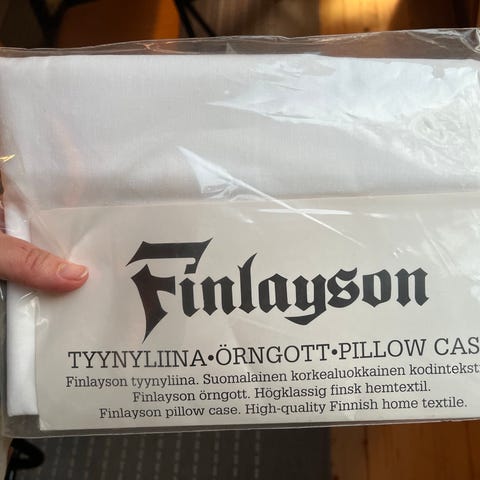 Finlayson
TYYNYLIINA•ÖRNGOTT•PILLOW CAS
Finlayson tyynyliina. Suomalainen korkealuokkainen kodinteksti
Finlayson örngott. Högklassig finsk hemtextil.
Finlayson pillow case. High-quality Finnish home textile.